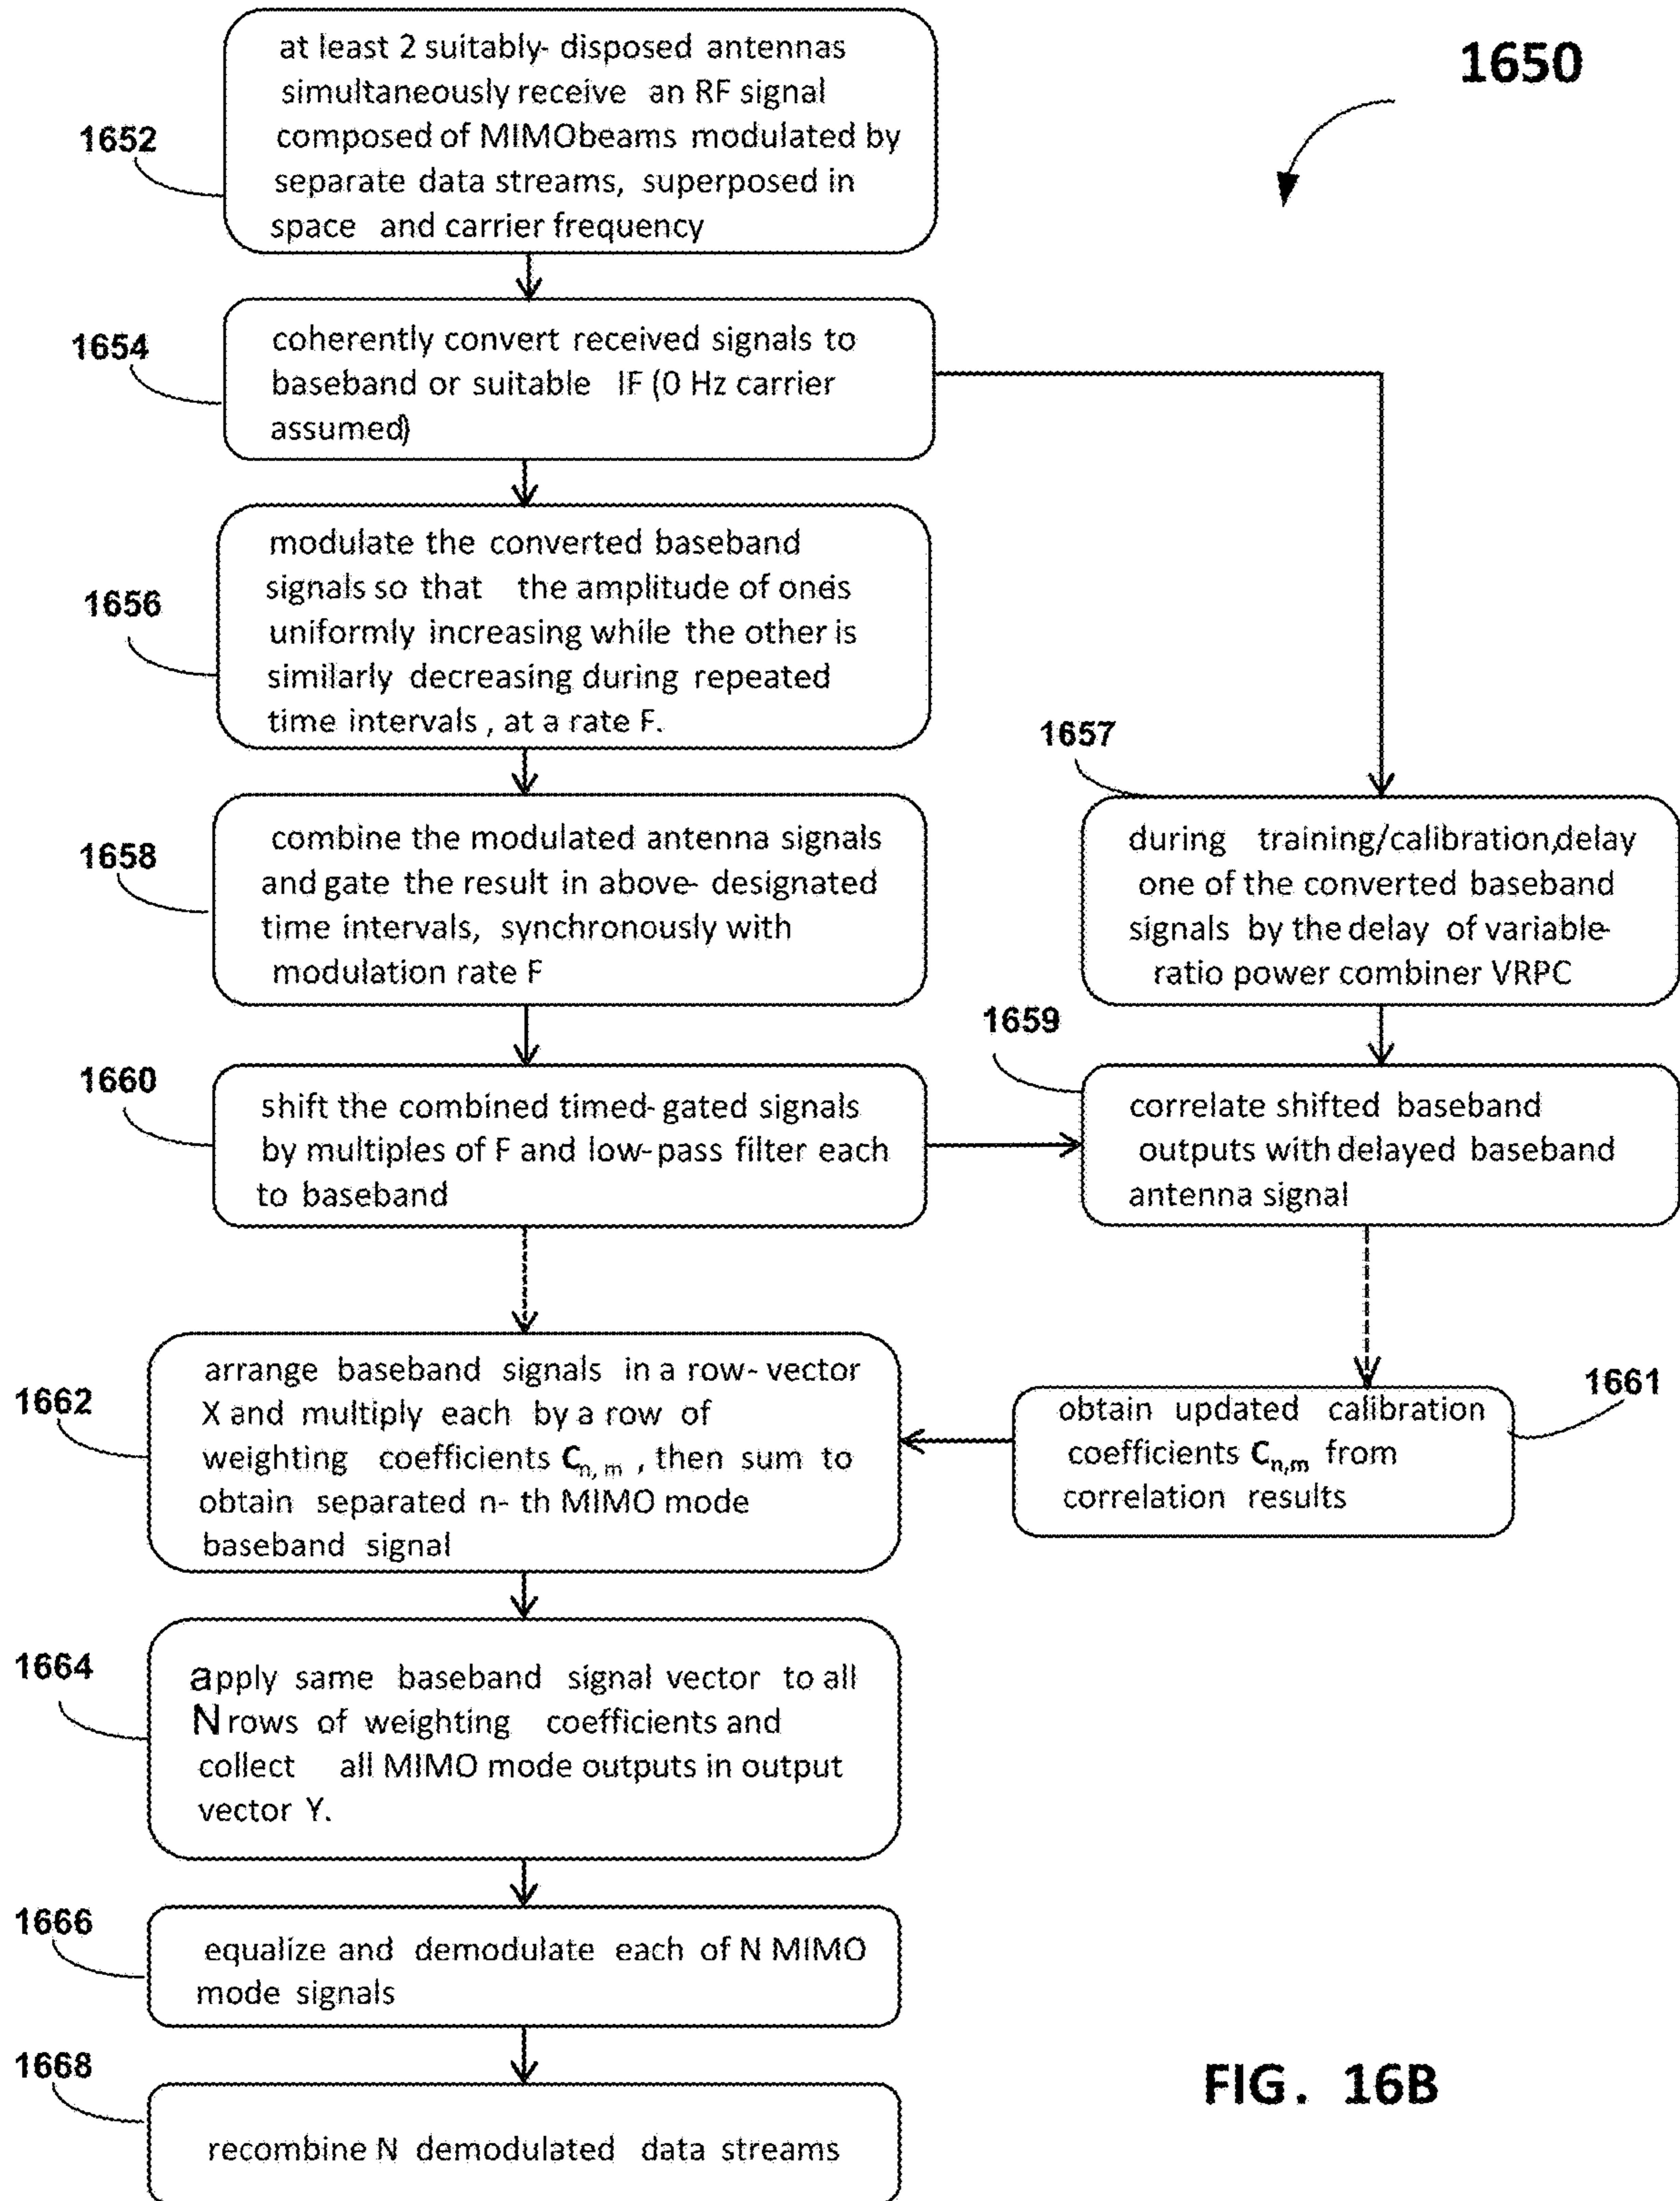 1650
1652
at least 2 suitably- disposed antennas
simultaneously receive an RF signal
composed of MIMObeams modulated by
separate data streams, superposed in
space and carrier frequency
1654
coherently convert received signals to
baseband or suitable IF (0 Hz carrier
assumed)
1656
modulate the converted baseband
signals so that the amplitude of oneis
uniformly increasing while the other is
similarly decreasing during repeated
time intervals , at a rate F.
1657
during training/calibration,delay
one of the converted baseband
signals by the delay of variable-
ratio power combiner VRPC
1658
combine the modulated antenna signals
and gate the result in above- designated
time intervals, synchronously with
modulation rate F
1659
correlate shifted baseband
outputs with delayed baseband
antenna signal
1660
shift the combined timed- gated signals
by multiples of F and low-pass filter each
to baseband
1661
obtain updated calibration
coefficients Cn,m from
correlation results
1662
arrange baseband signals in a row- vector
X and multiply each by a row of
weighting coefficients Cn, m , then sum to
obtain separated n- th MIMO mode
baseband signal
1664
apply same baseband signal vector to all
N rows of weighting coefficients and
collect all MIMO mode outputs in output
vector Y.
1666
equalize and demodulate each of N MIMO
mode signals
1668
recombine N demodulated data streams
FIG. 16B